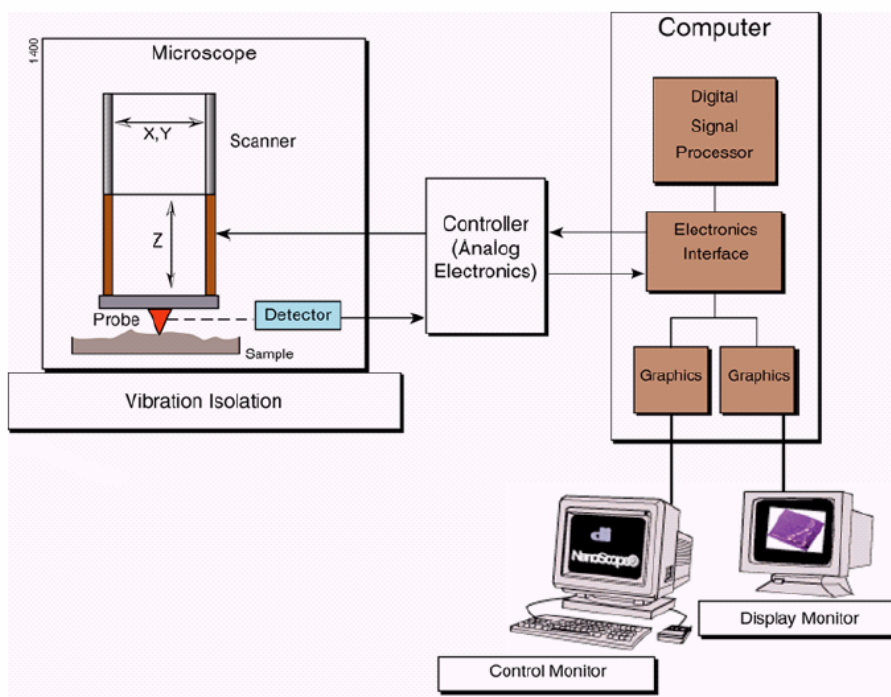 1400
Microscope
X,Y
Scanner
Z
Probe
Detector
Sample
Vibration Isolation
Controller
(Analog
Electronics)
Computer
Digital
Signal
Processor
Electronics
Interface
Graphics
Graphics
di
NanoScope®
Display Monitor
Control Monitor